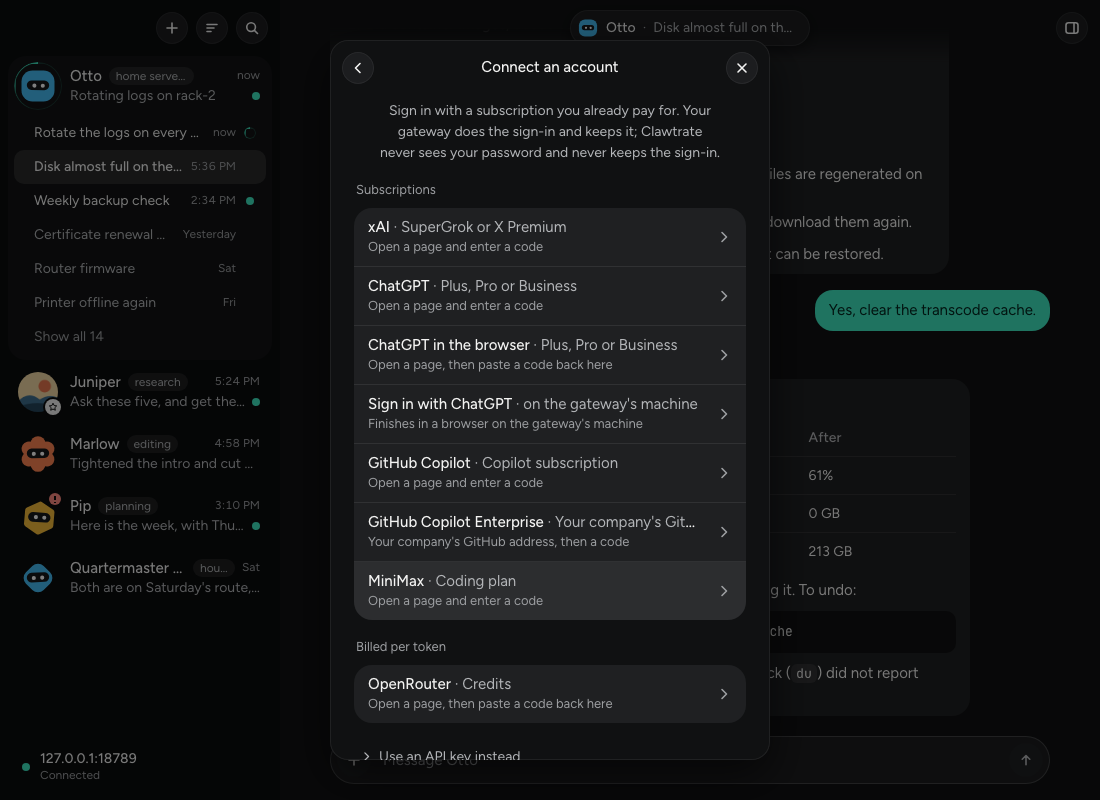 Otto · Disk almost full on th...
Otto home serve... now
Rotating logs on rack-2
Rotate the logs on every ... now
Disk almost full on the... 5:36 PM
Weekly backup check 2:34 PM
Certificate renewal ... Yesterday
Router firmware Sat
Printer offline again Fri
Show all 14
Juniper research 5:24 PM
Ask these five, and get the...
Marlow editing 4:58 PM
Tightened the intro and cut ...
Pip planning 3:10 PM
Here is the week, with Thu...
Quartermaster ... hou... Sat
Both are on Saturday's route,...
127.0.0.1:18789
Connected
Connect an account
Sign in with a subscription you already pay for. Your
gateway does the sign-in and keeps it; Clawtrate
never sees your password and never keeps the sign-in.
Subscriptions
xAI · SuperGrok or X Premium
Open a page and enter a code
ChatGPT · Plus, Pro or Business
Open a page and enter a code
ChatGPT in the browser · Plus, Pro or Business
Open a page, then paste a code back here
Sign in with ChatGPT · on the gateway's machine
Finishes in a browser on the gateway's machine
GitHub Copilot · Copilot subscription
Open a page and enter a code
GitHub Copilot Enterprise · Your company's Git...
Your company's GitHub address, then a code
MiniMax · Coding plan
Open a page and enter a code
Billed per token
OpenRouter · Credits
Open a page, then paste a code back here
Use an API key instead
Message Otto
are regenerated on
download them again.
can be restored.
Yes, clear the transcode cache.
After
61%
0 GB
213 GB
it. To undo:
(du) did not report